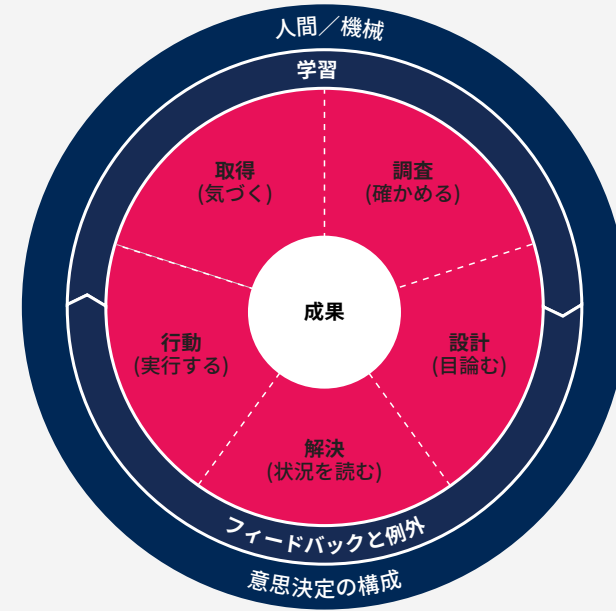 人間／機械
学習
取得
(気づく)
調査
(確かめる)
成果
行動
(実行する)
設計
(目論む)
解決
(状況を読む)
フィードバックと例外
意思決定の構成